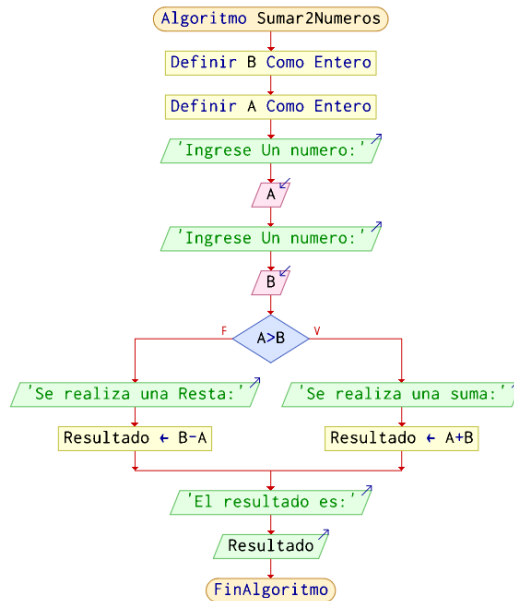 Algoritmo Sumar2Numeros
Definir B Como Entero
Definir A Como Entero
'Ingrese Un numero:'
A
'Ingrese Un numero:'
B
A>B
F
V
'Se realiza una Resta:'
'Se realiza una suma:'
Resultado ← B-A
Resultado ← A+B
'El resultado es:'
Resultado
FinAlgoritmo